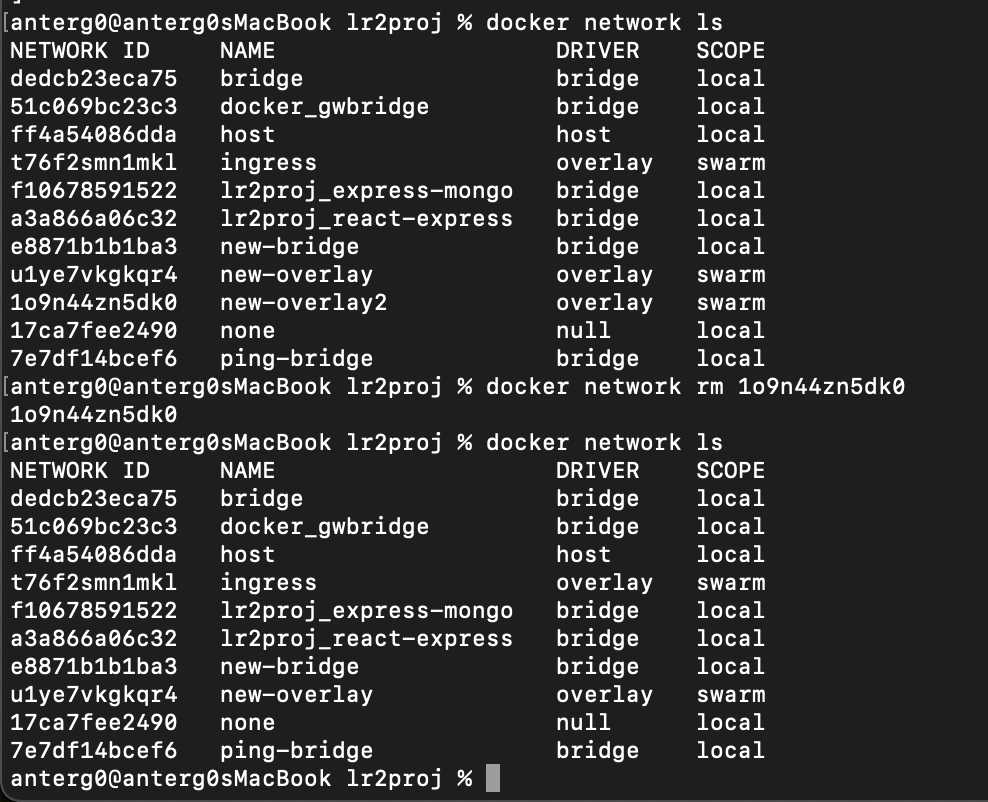 [anterg0@anterg0sMacBook lr2proj % docker network ls
NETWORK ID     NAME                    DRIVER    SCOPE
dedcb23eca75   bridge                  bridge    local
51c069bc23c3   docker_gwbridge         bridge    local
ff4a54086dda   host                    host      local
t76f2smn1mkl   ingress                 overlay   swarm
f10678591522   lr2proj_express-mongo   bridge    local
a3a866a06c32   lr2proj_react-express   bridge    local
e8871b1b1ba3   new-bridge              bridge    local
u1ye7vkgkqr4   new-overlay             overlay   swarm
1o9n44zn5dk0   new-overlay2            overlay   swarm
17ca7fee2490   none                    null      local
7e7df14bcef6   ping-bridge             bridge    local
[anterg0@anterg0sMacBook lr2proj % docker network rm 1o9n44zn5dk0
1o9n44zn5dk0
[anterg0@anterg0sMacBook lr2proj % docker network ls
NETWORK ID     NAME                    DRIVER    SCOPE
dedcb23eca75   bridge                  bridge    local
51c069bc23c3   docker_gwbridge         bridge    local
ff4a54086dda   host                    host      local
t76f2smn1mkl   ingress                 overlay   swarm
f10678591522   lr2proj_express-mongo   bridge    local
a3a866a06c32   lr2proj_react-express   bridge    local
e8871b1b1ba3   new-bridge              bridge    local
u1ye7vkgkqr4   new-overlay             overlay   swarm
17ca7fee2490   none                    null      local
7e7df14bcef6   ping-bridge             bridge    local
anterg0@anterg0sMacBook lr2proj %